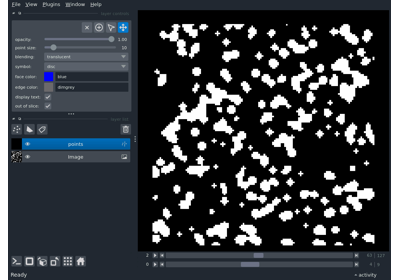 File View Plugins Window Help
opacity: 1.00
point size: 10
blending: translucent
symbol: disc
face color: blue
edge color: dimgrey
display text:
out of slice:
points
Image
2
0
Ready
activity